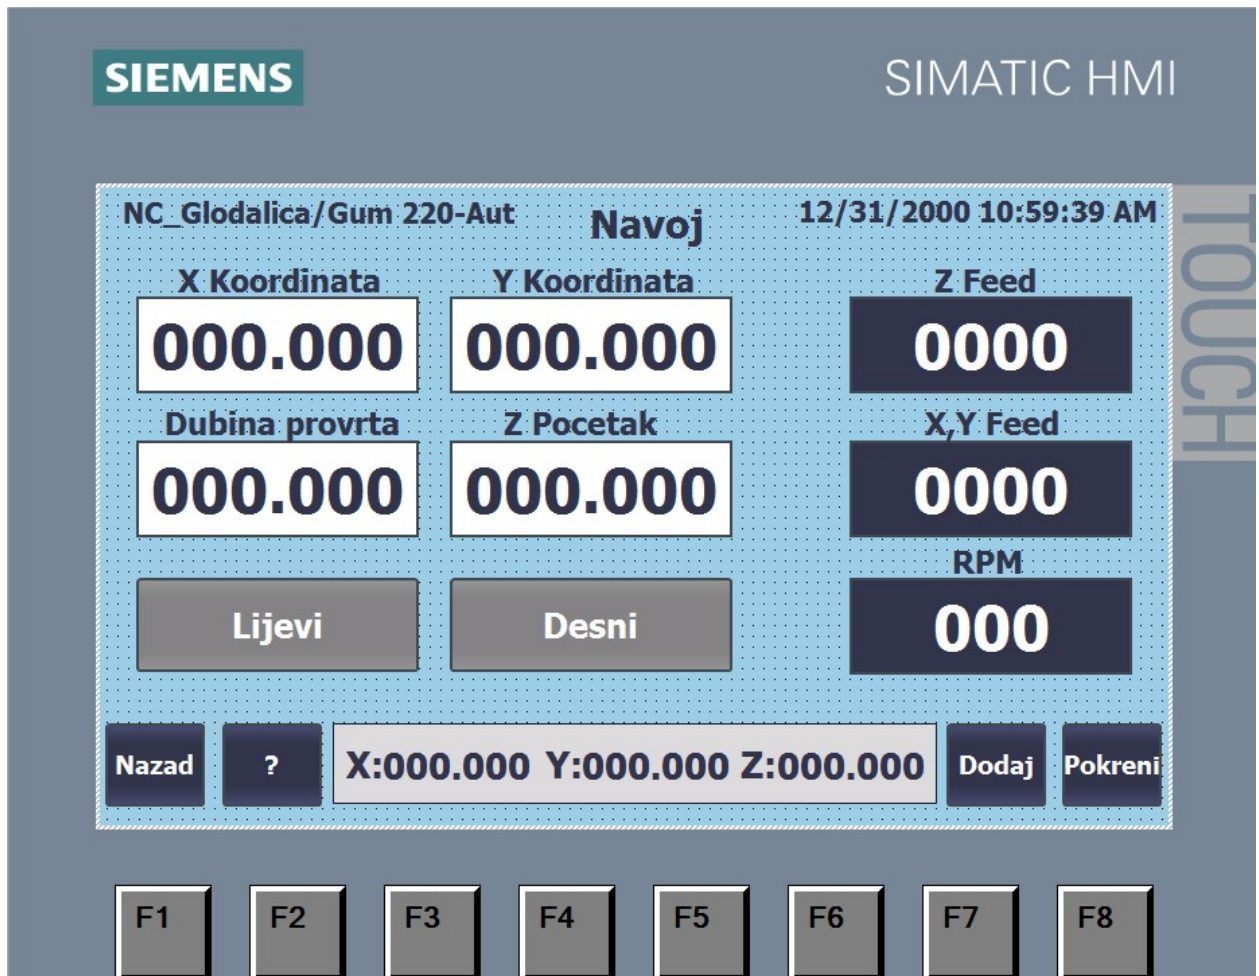 SIEMENS
SIMATIC HMI
TOUCH
NC_Glodalica/Gum 220-Aut
Navoj
12/31/2000 10:59:39 AM
X Koordinata
Y Koordinata
Z Feed
000.000
000.000
0000
Dubina provrta
Z Pocetak
X,Y Feed
000.000
000.000
0000
RPM
Lijevi
Desni
000
Nazad
?
X:000.000 Y:000.000 Z:000.000
Dodaj
Pokreni
F1
F2
F3
F4
F5
F6
F7
F8